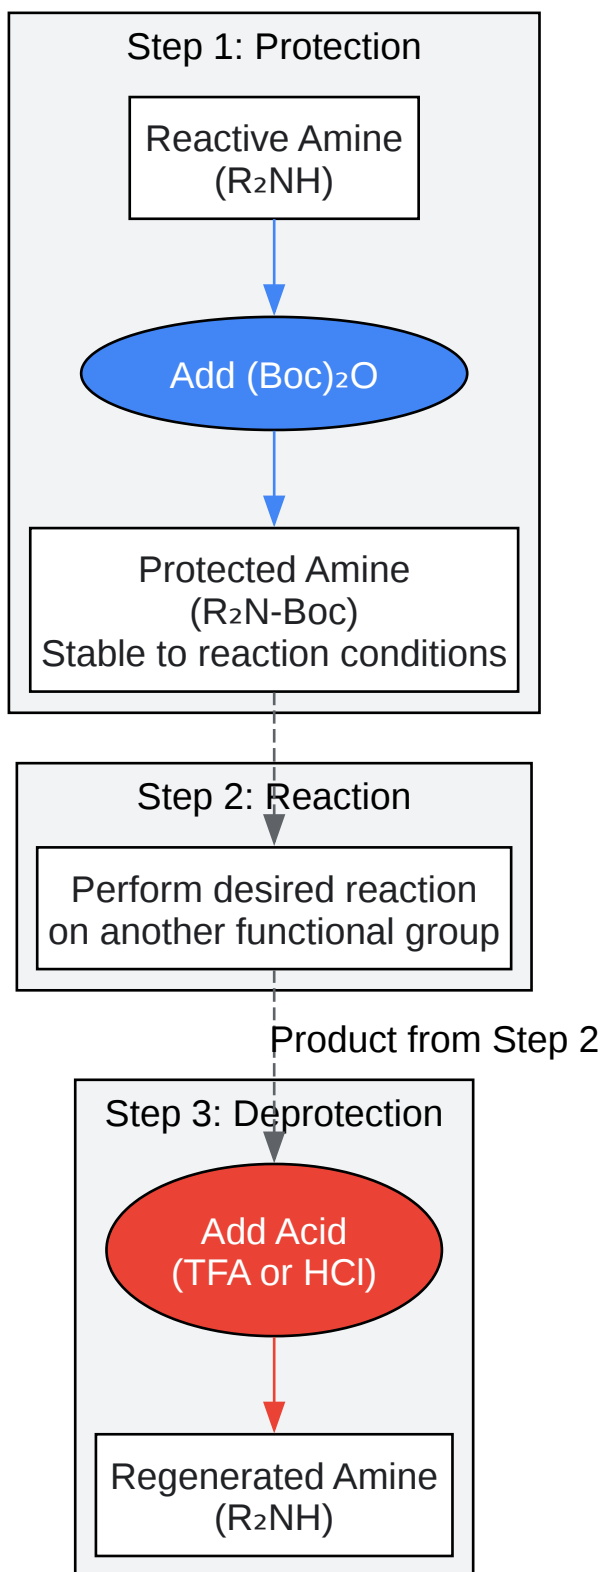 Step 1: Protection
Reactive Amine
(R₂NH)
Add (Boc)₂O
Protected Amine
(R₂N-Boc)
Stable to reaction conditions
Step 2: Reaction
Perform desired reaction
on another functional group
Product from Step 2
Step 3: Deprotection
Add Acid
(TFA or HCl)
Regenerated Amine
(R₂NH)